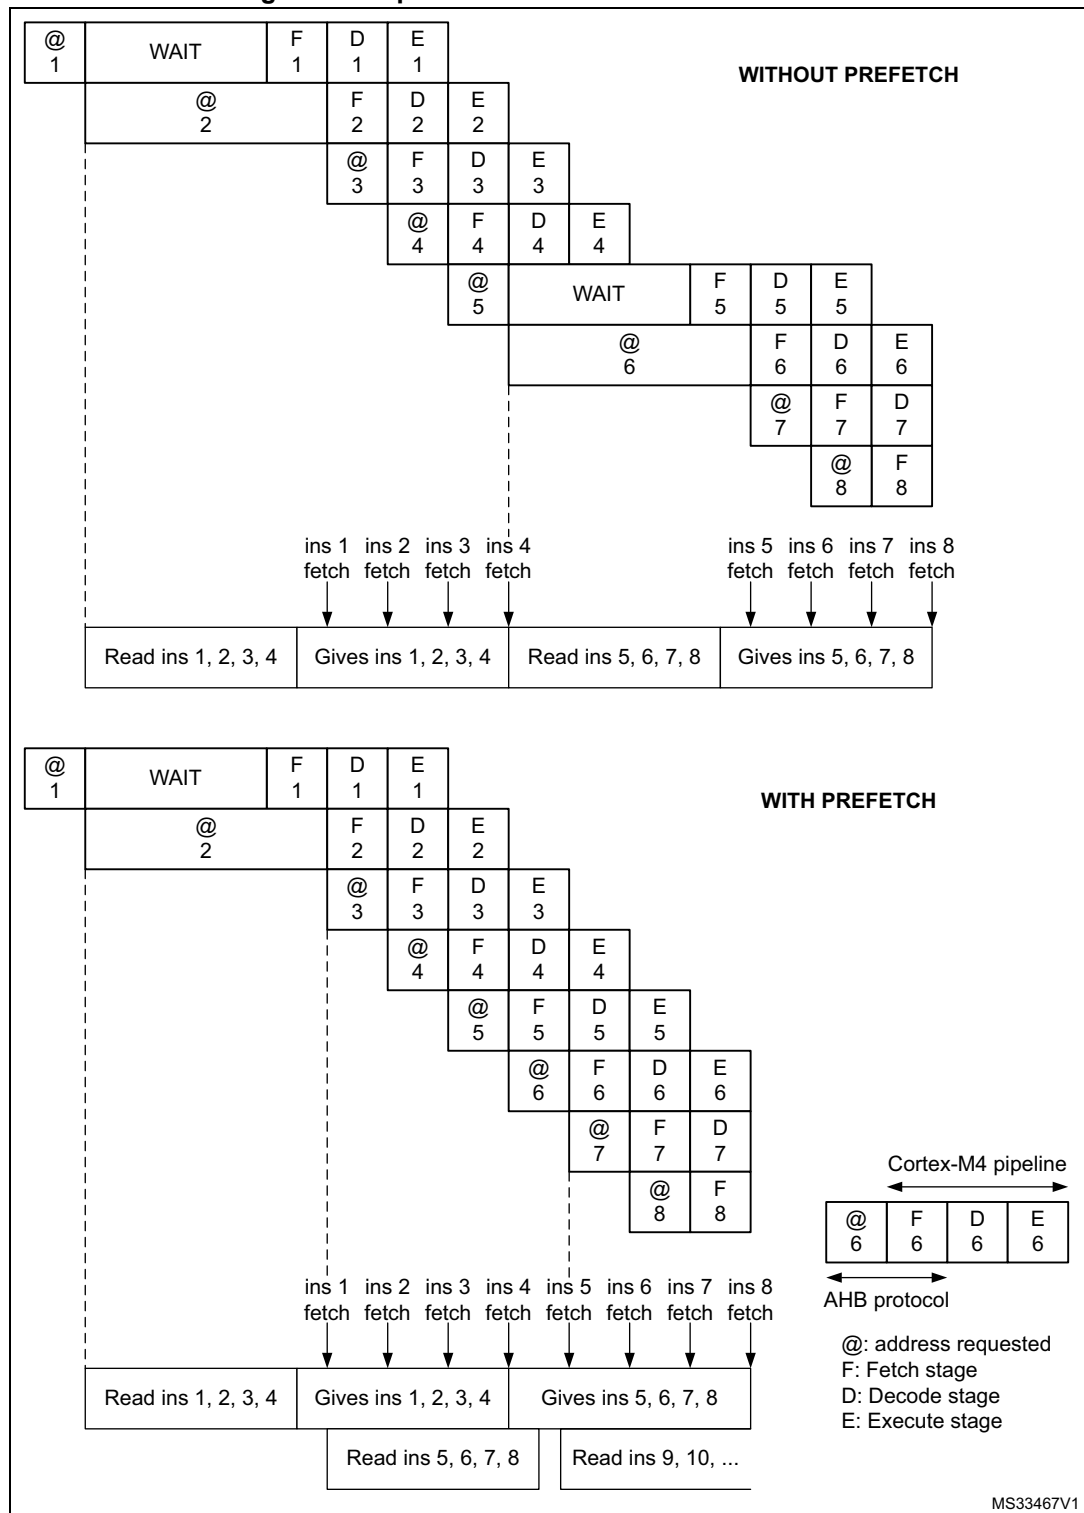 @ WAIT F D E
1 1 1 1
WITHOUT PREFETCH
@ F D E
2 2 2 2
@ F D E
3 3 3 3
@ F D E
4 4 4 4
@ WAIT F D E
5 5 5 5
@ F D E
6 6 6 6
@ F D
7 7 7
@ F
8 8
ins 1 ins 2 ins 3 ins 4 ins 5 ins 6 ins 7 ins 8
fetch fetch fetch fetch fetch fetch fetch fetch
Read ins 1, 2, 3, 4 Gives ins 1, 2, 3, 4 Read ins 5, 6, 7, 8 Gives ins 5, 6, 7, 8
@ WAIT F D E
1 1 1 1
WITH PREFETCH
@ F D E
2 2 2 2
@ F D E
3 3 3 3
@ F D E
4 4 4 4
@ F D E
5 5 5 5
@ F D E
6 6 6 6
@ F D
7 7 7
@ F
8 8
Cortex-M4 pipeline
@ F D E
6 6 6 6
AHB protocol
ins 1 ins 2 ins 3 ins 4 ins 5 ins 6 ins 7 ins 8
fetch fetch fetch fetch fetch fetch fetch fetch
@: address requested
F: Fetch stage
D: Decode stage
E: Execute stage
Read ins 1, 2, 3, 4 Gives ins 1, 2, 3, 4 Gives ins 5, 6, 7, 8
Read ins 5, 6, 7, 8 Read ins 9, 10, ...
MS33467V1